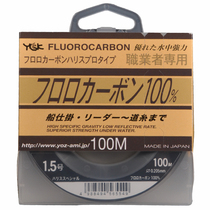 YGK FLUOROCARBON 優れた水中強力
フロロカーボンハリスプロタイプ 職業者専用
フロロカーボン100%
船仕掛・リーダー〜道糸まで
HIGH SPECIFIC GRAVITY LOW REFLECTIVE RATE.
SUPERIOR STRENGTH UNDER WATER.
http://www.yoz-ami.jp 100M MADE IN JAPAN
1.5号
100m